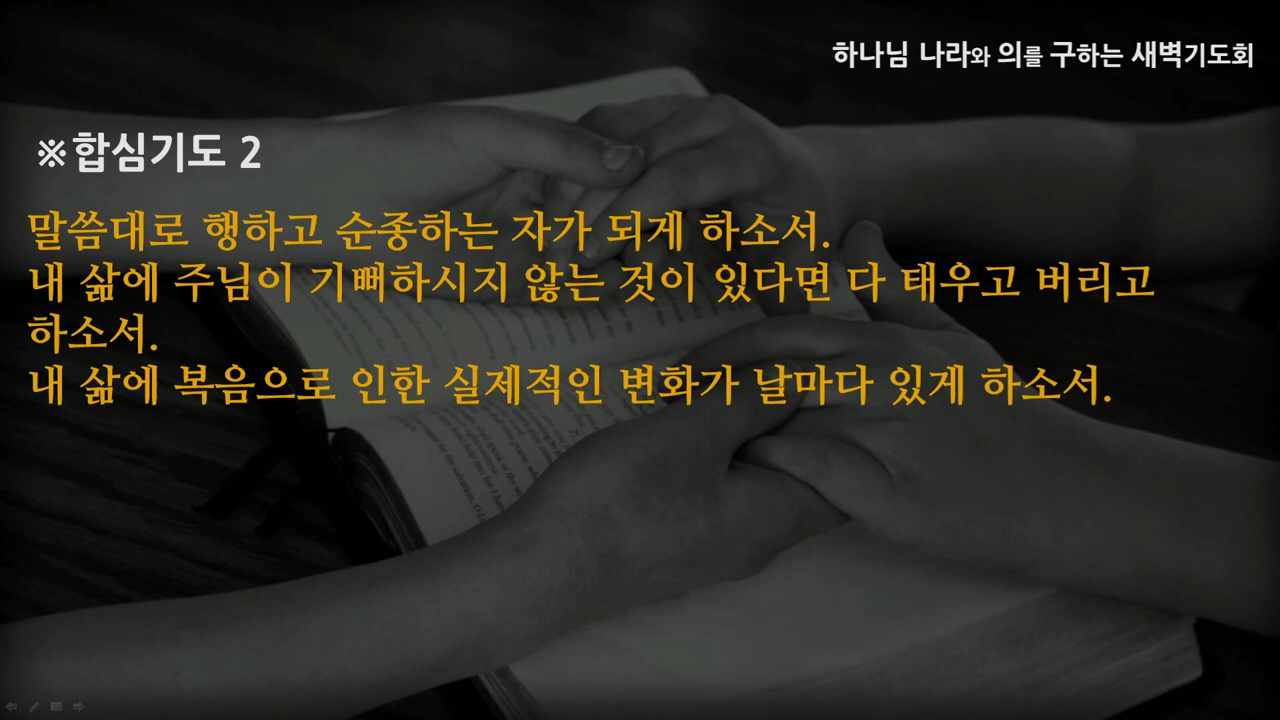 하나님 나라와 의를 구하는 새벽기도회
※합심기도 2
말씀대로 행하고 순종하는 자가 되게 하소서.
내 삶에 주님이 기뻐하시지 않는 것이 있다면 다 태우고 버리고
하소서.
내 삶에 복음으로 인한 실제적인 변화가 날마다 있게 하소서.